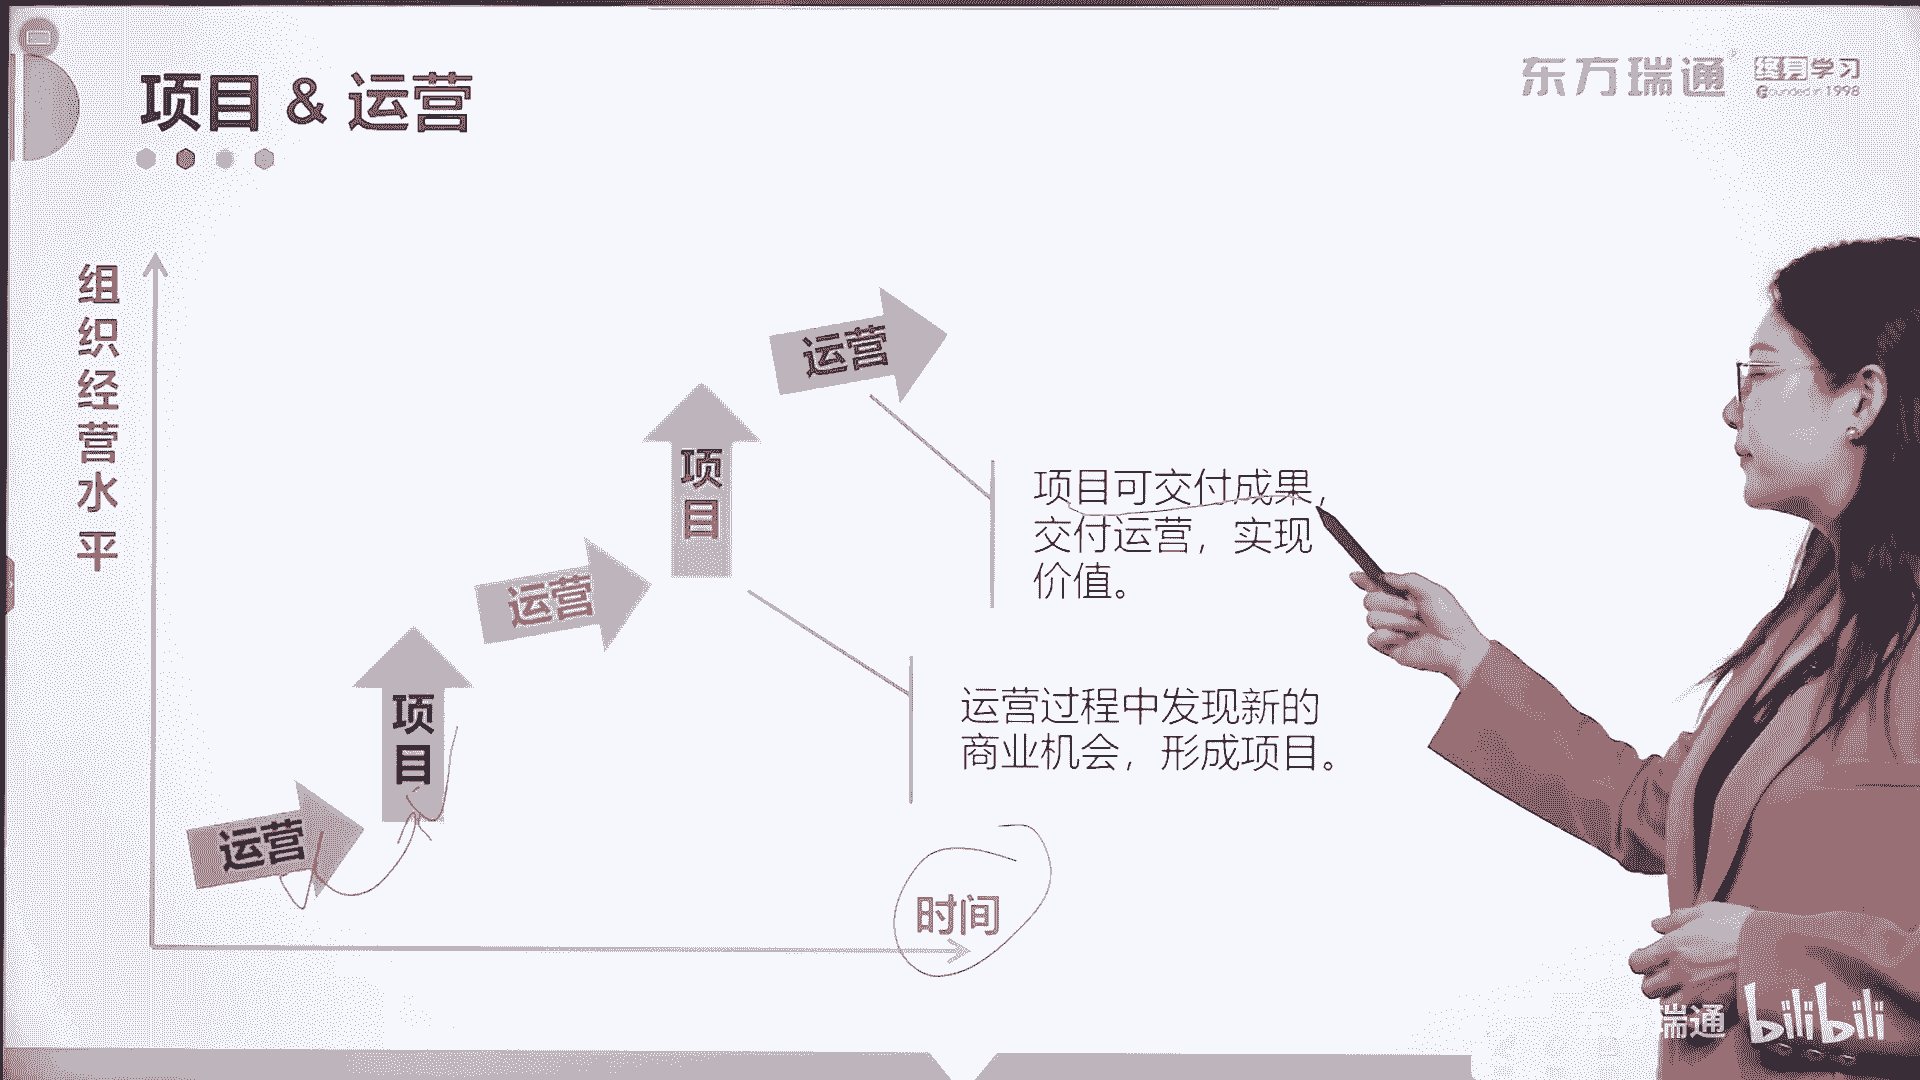 项目 & 运营
东方瑞通
终身学习
Founded in 1998
组织经营水平
运营
项目
运营
项目
运营
项目可交付成果，
交付运营，实现
价值。
运营过程中发现新的
商业机会，形成项目。
时间
瑞通
bilibili